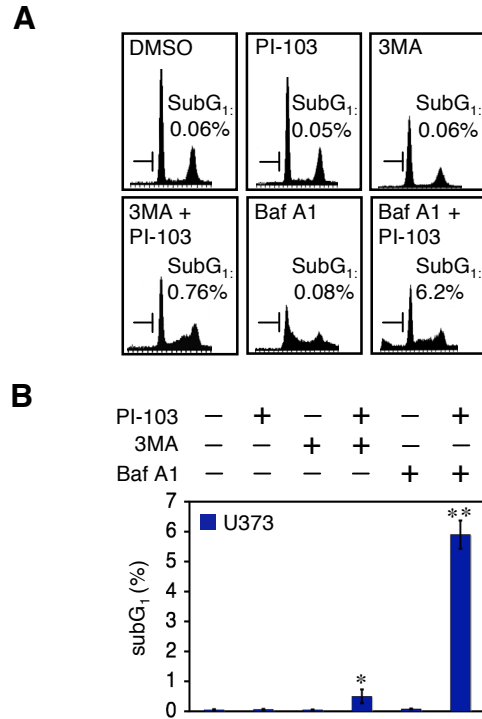 A
DMSO
SubG1:
0.06%
PI-103
SubG1:
0.05%
3MA
SubG1:
0.06%
3MA +
PI-103
SubG1:
0.76%
Baf A1
SubG1:
0.08%
Baf A1 +
PI-103
SubG1:
6.2%
B
PI-103 – + – + – +
3MA – – + + – –
Baf A1 – – – – + +
7
6
5
4
3
2
1
0
subG1 (%)
U373
*
**